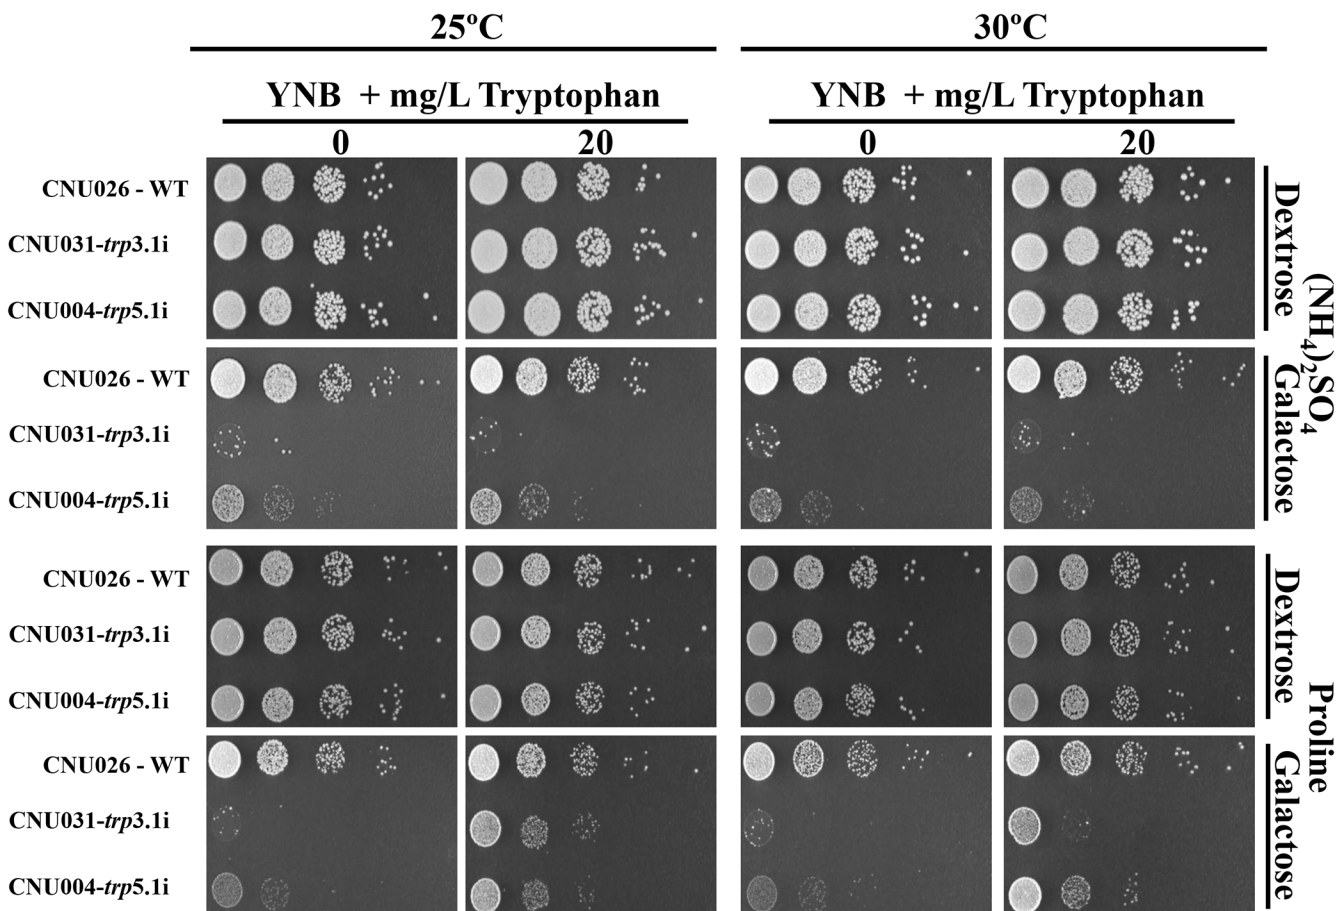 25ºC
30ºC
YNB + mg/L Tryptophan
YNB + mg/L Tryptophan
0
20
0
20
CNU026 - WT
CNU031-trp3.1i
CNU004-trp5.1i
Dextrose
CNU026 - WT
CNU031-trp3.1i
CNU004-trp5.1i
Galactose
(NH4)2SO4
CNU026 - WT
CNU031-trp3.1i
CNU004-trp5.1i
Dextrose
CNU026 - WT
CNU031-trp3.1i
CNU004-trp5.1i
Galactose
Proline